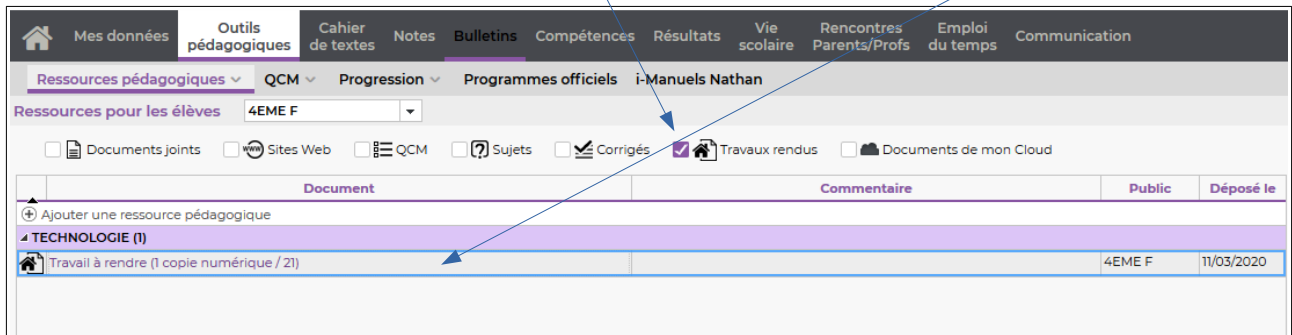 Mes données Outils pédagogiques Cahier de textes Notes Bulletins Compétences Résultats Vie scolaire Rencontres Parents/Profs Emploi du temps Communication
Ressources pédagogiques QCM Progression Programmes officiels i-Manuels Nathan
Ressources pour les élèves 4EME F
Documents joints www Sites Web QCM Sujets Corrigés Travaux rendus Documents de mon Cloud
Document Commentaire Public Déposé le
Ajouter une ressource pédagogique
TECHNOLOGIE (1)
Travail à rendre (1 copie numérique / 21) 4EME F 11/03/2020